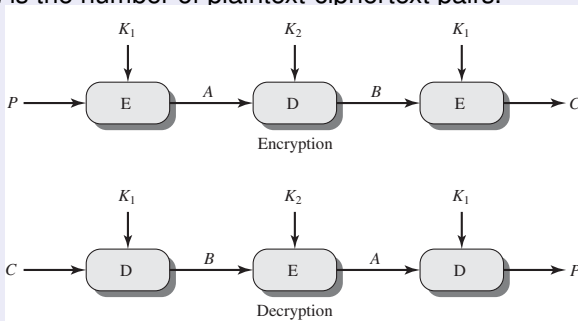 is the number of plaintext-ciphertext pairs.
K1 K2 K1
P E A D B E C
Encryption
K1 K2 K1
C D B E A D P
Decryption